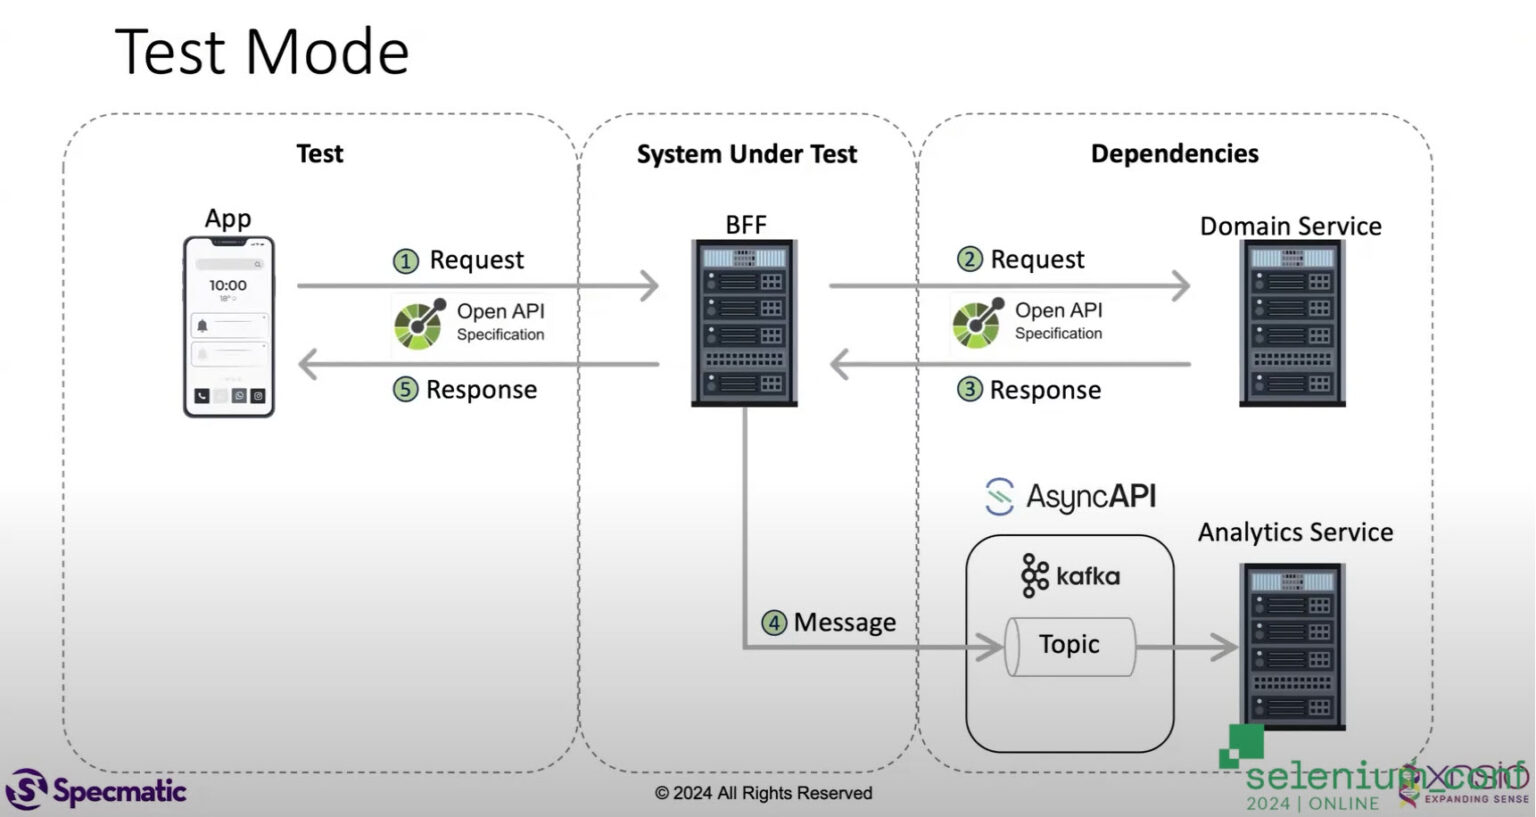 Test Mode
Test
System Under Test
Dependencies
App
BFF
Domain Service
10:00
18°
1 Request
2 Request
Open API
Specification
Open API
Specification
5 Response
3 Response
AsyncAPI
Analytics Service
kafka
4 Message
Topic
Specmatic
© 2024 All Rights Reserved
selenium_conf
2024 | ONLINE
EXPANDING SENSE